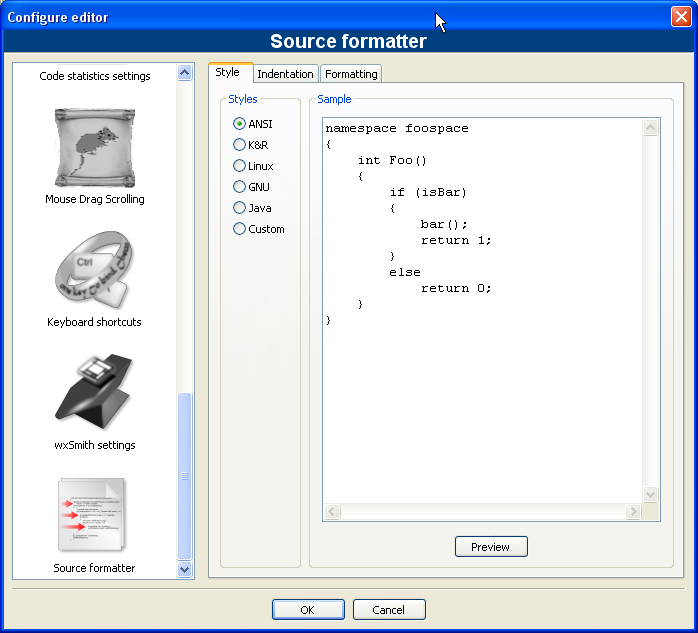 Configure editor
Source formatter
Code statistics settings
Mouse Drag Scrolling
Ctrl
Keyboard shortcuts
wxSmith settings
Source formatter
Style
Indentation
Formatting
Styles
ANSI
K&R
Linux
GNU
Java
Custom
Sample
namespace foospace
{
    int Foo()
    {
        if (isBar)
        {
            bar();
            return 1;
        }
        else
            return 0;
    }
}
Preview
OK
Cancel